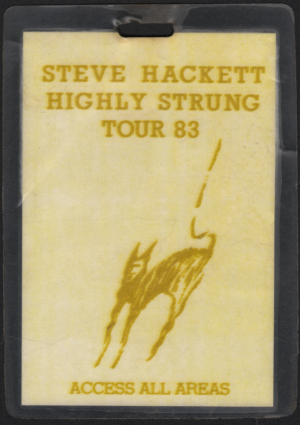 STEVE HACKETT
HIGHLY STRUNG
TOUR 83
ACCESS ALL AREAS